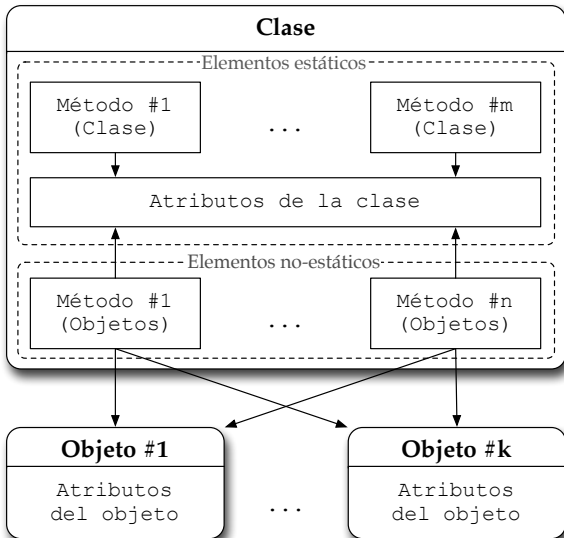 Clase
Elementos estáticos
Método #1
(Clase)
...
Método #m
(Clase)
Atributos de la clase
Elementos no-estáticos
Método #1
(Objetos)
...
Método #n
(Objetos)
Objeto #1
Atributos
del objeto
...
Objeto #k
Atributos
del objeto